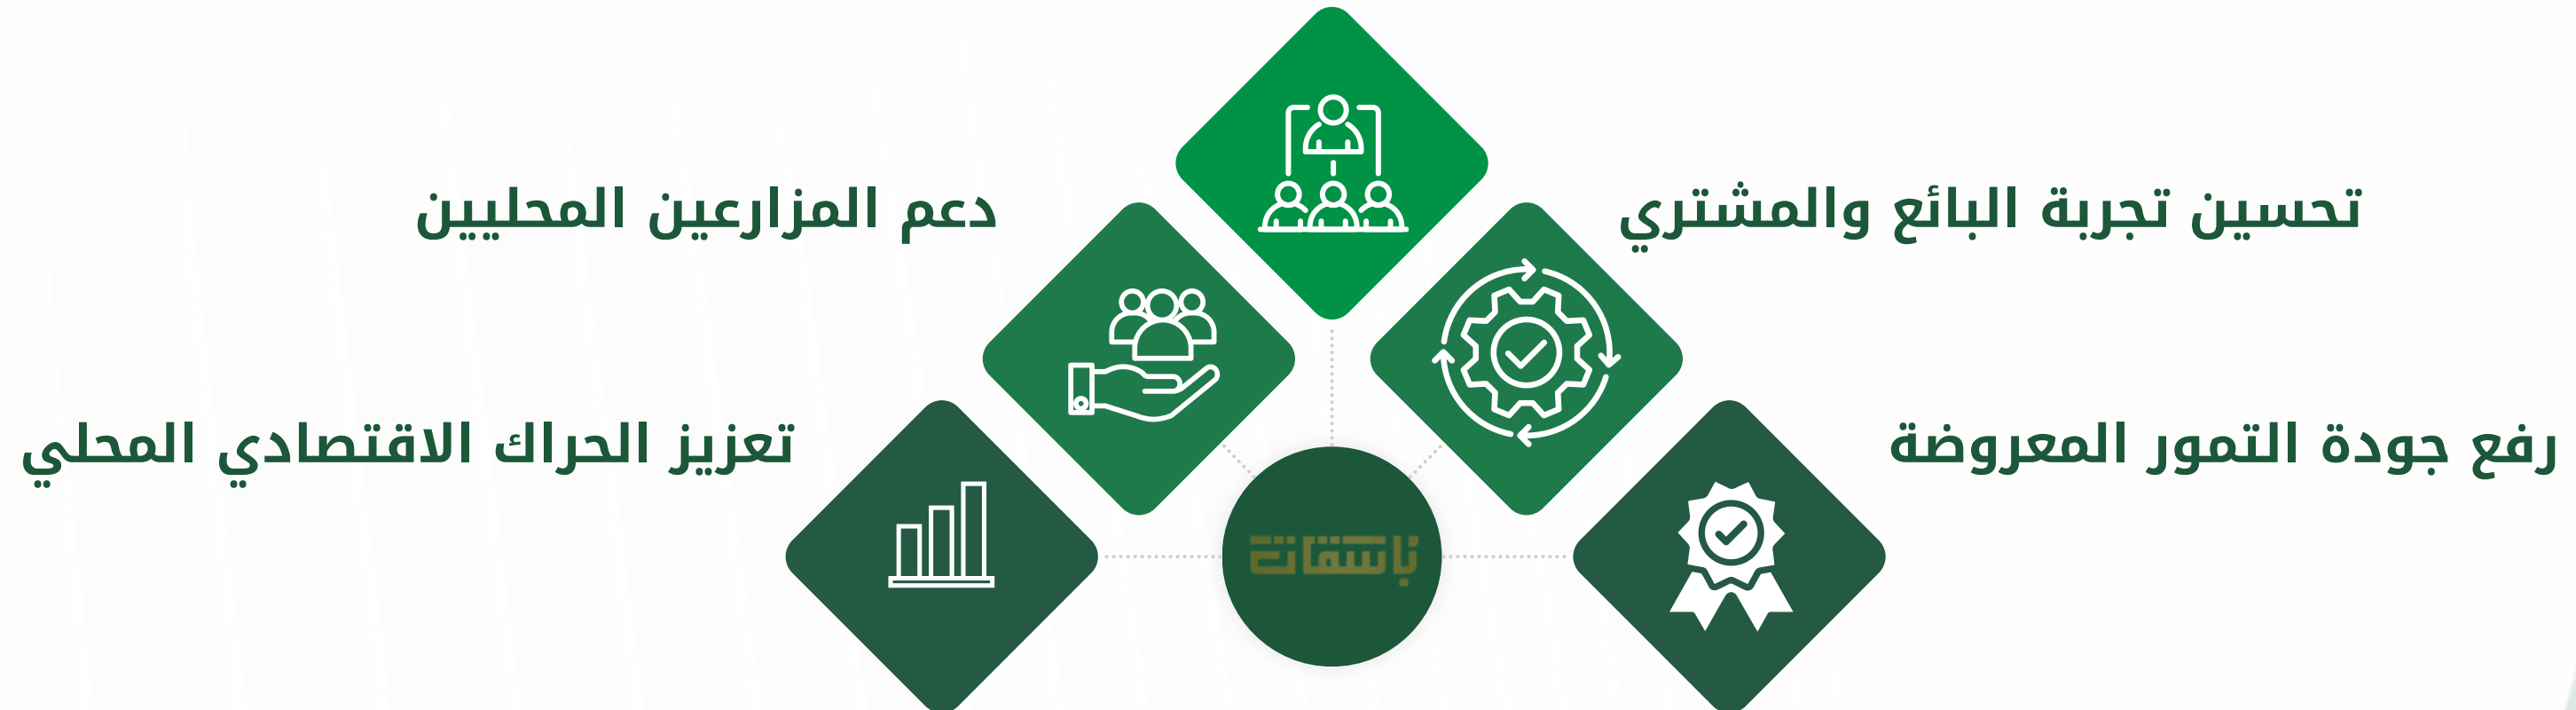 تحسين تجربة البائع والمشتري
دعم المزارعين المحليين
رفع جودة التمور المعروضة
تعزيز الحراك الاقتصادي المحلي
باسقات